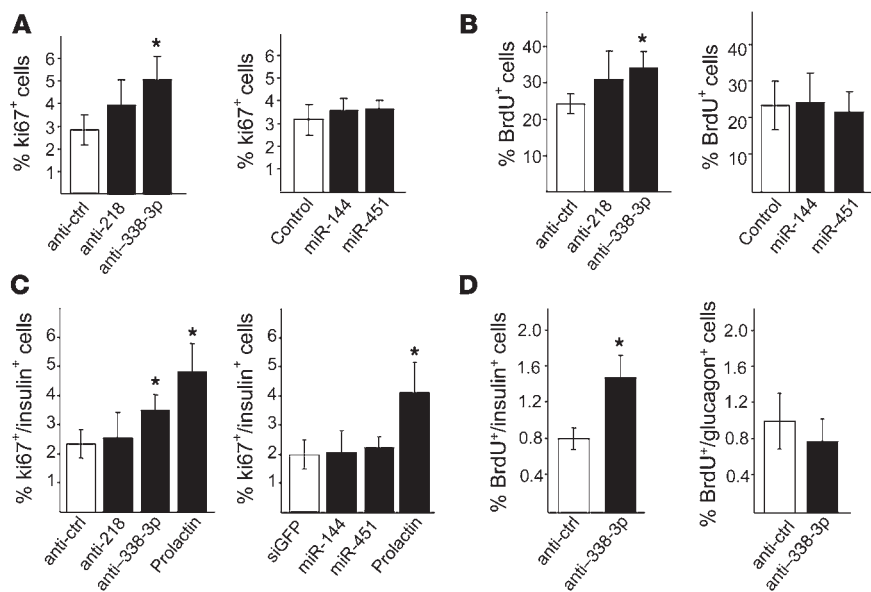 A
% ki67+ cells
6
5
4
3
2
1
*
anti-ctrl
anti-218
anti–338-3p
% ki67+ cells
6
5
4
3
2
1
Control
miR-144
miR-451
B
% BrdU+ cells
40
30
20
10
*
anti-ctrl
anti-218
anti–338-3p
% BrdU+ cells
40
30
20
10
Control
miR-144
miR-451
C
% ki67+/insulin+ cells
6
5
4
3
2
1
*
*
anti-ctrl
anti-218
anti–338-3p
Prolactin
% ki67+/insulin+ cells
6
5
4
3
2
1
*
siGFP
miR-144
miR-451
Prolactin
D
% BrdU+/insulin+ cells
2.0
1.6
1.2
0.8
0.4
*
anti-ctrl
anti–338-3p
% BrdU+/glucagon+ cells
2.0
1.6
1.2
0.8
0.4
anti-ctrl
anti–338-3p